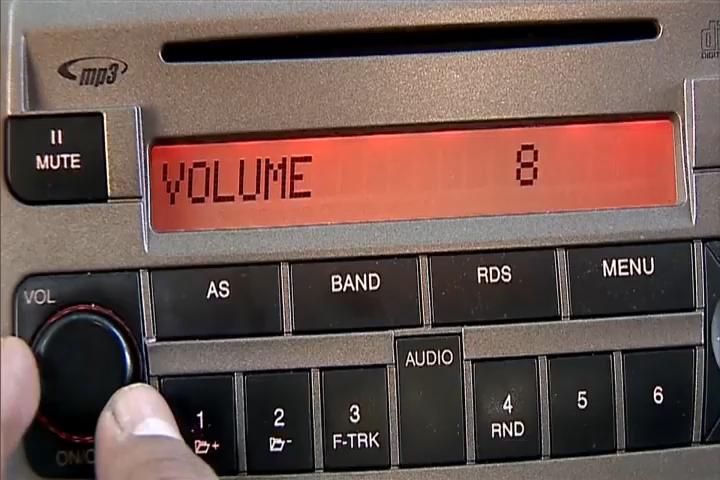 mp3
II
MUTE
VOLUME 8
VOL
AS
BAND
RDS
MENU
AUDIO
1
+
2
-
3
F-TRK
4
RND
5
6